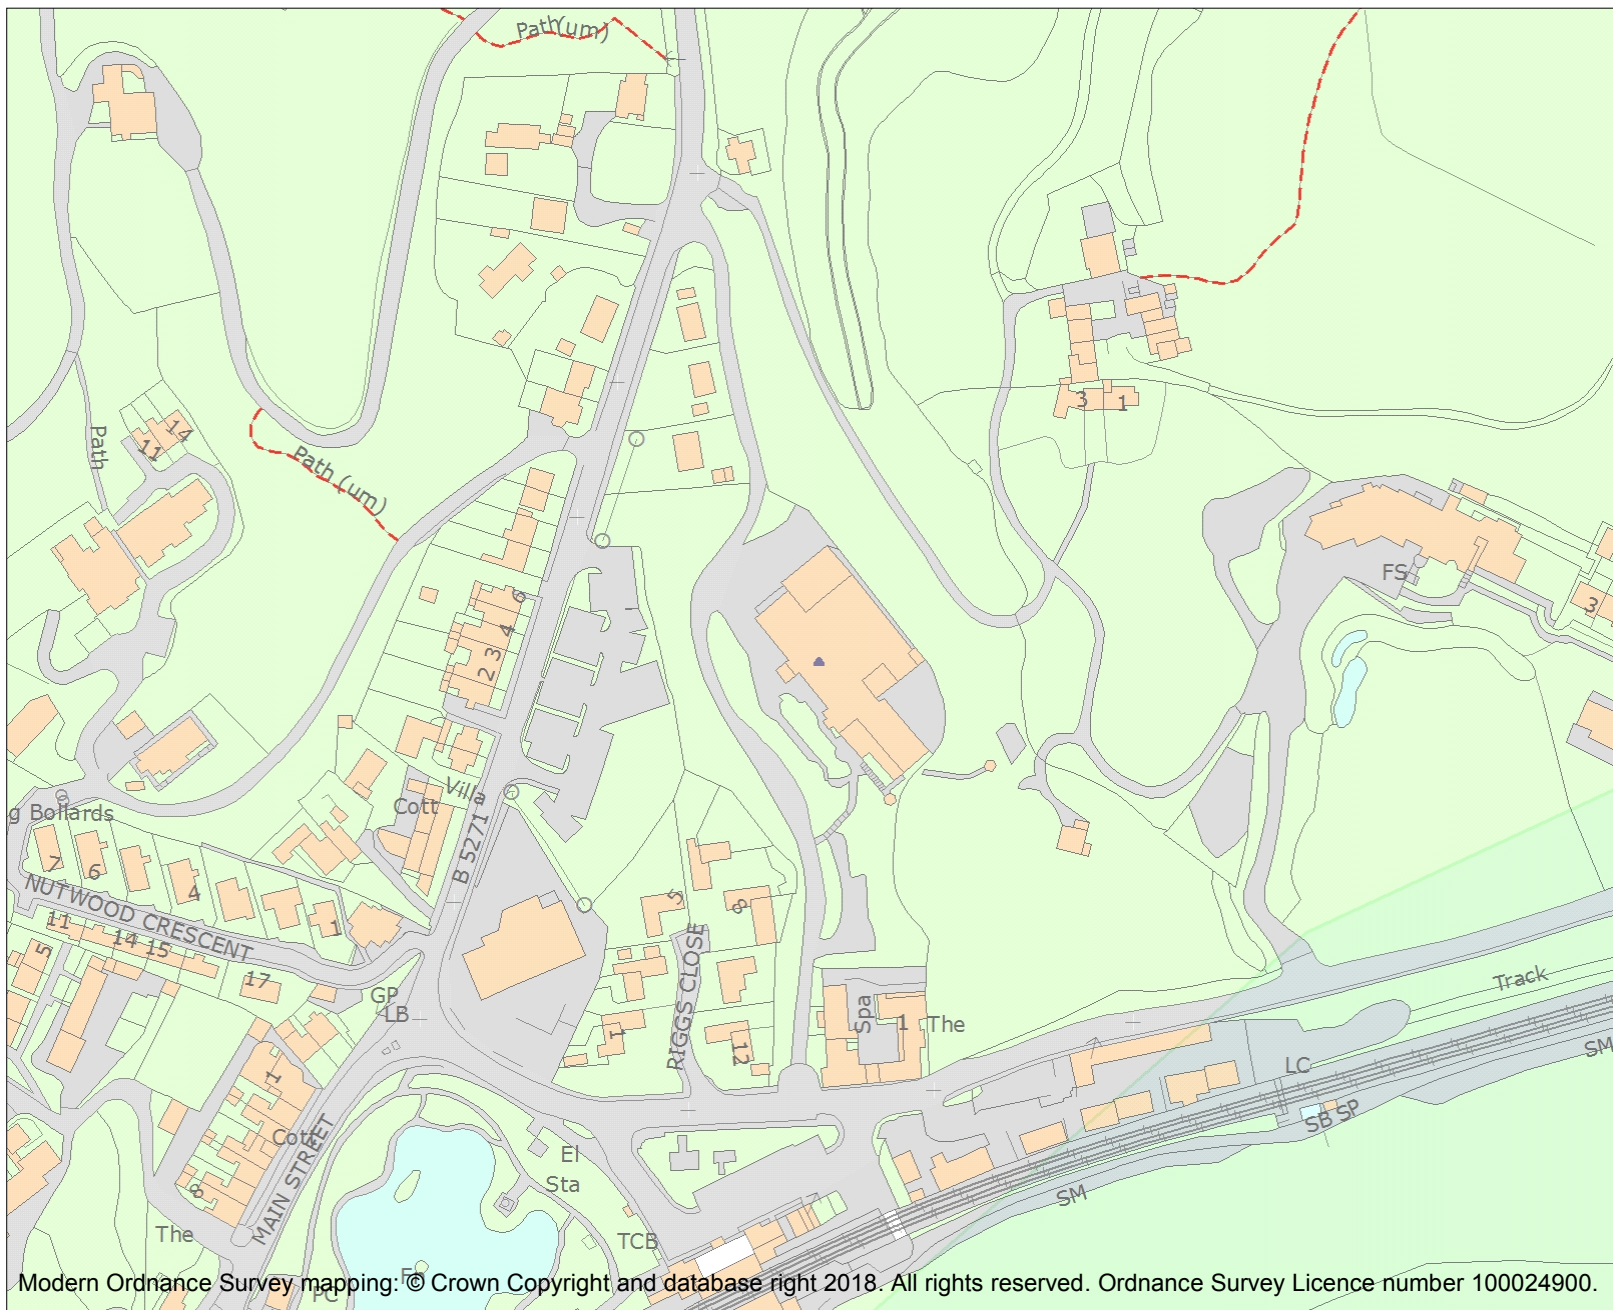 Path (um)
3
1
14
11
Path
Path (um)
FS
3
6
4
3
2
Villa
Cott
g Bollards
B 5271
7
6
4
1
NUTWOOD CRESCENT
11
14
15
5
17
5
8
GP
LB
RIGGS CLOSE
1
12
Spa
1
The
Track
LC
SM
SB
SP
SM
1
Cott
MAIN STREET
8
The
El
Sta
TCB
PC
Modern Ordnance Survey mapping: © Crown Copyright and database right 2018. All rights reserved. Ordnance Survey Licence number 100024900.